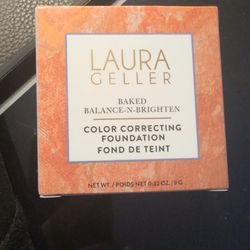 LAURA
GELLER
BAKED
BALANCE-N-BRIGHTEN
COLOR CORRECTING
FOUNDATION
FOND DE TEINT
NET WT. / POIDS NET 0.32 OZ. / 9 G